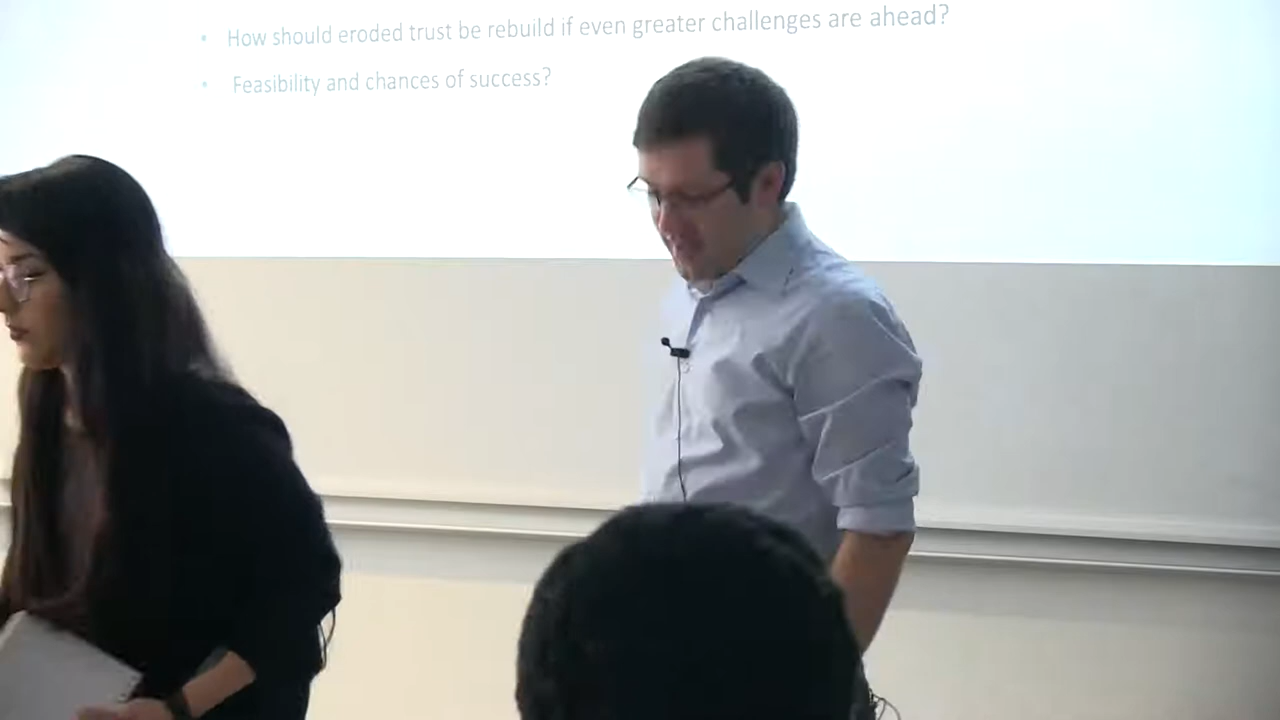 • How should eroded trust be rebuild if even greater challenges are ahead?
• Feasibility and chances of success?